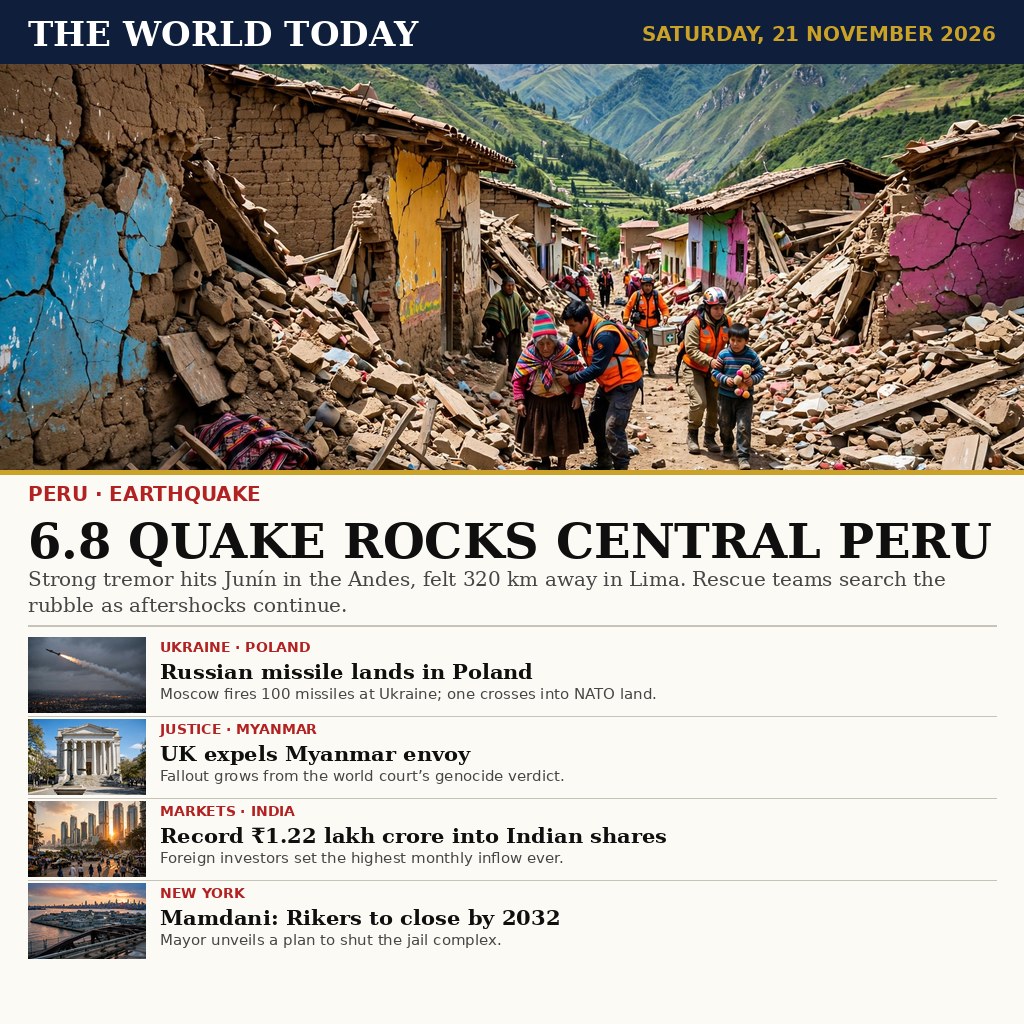 THE WORLD TODAY
SATURDAY, 21 NOVEMBER 2026
PERU · EARTHQUAKE
6.8 QUAKE ROCKS CENTRAL PERU
Strong tremor hits Junín in the Andes, felt 320 km away in Lima. Rescue teams search the
rubble as aftershocks continue.
UKRAINE · POLAND
Russian missile lands in Poland
Moscow fires 100 missiles at Ukraine; one crosses into NATO land.
JUSTICE · MYANMAR
UK expels Myanmar envoy
Fallout grows from the world court’s genocide verdict.
MARKETS · INDIA
Record ₹1.22 lakh crore into Indian shares
Foreign investors set the highest monthly inflow ever.
NEW YORK
Mamdani: Rikers to close by 2032
Mayor unveils a plan to shut the jail complex.